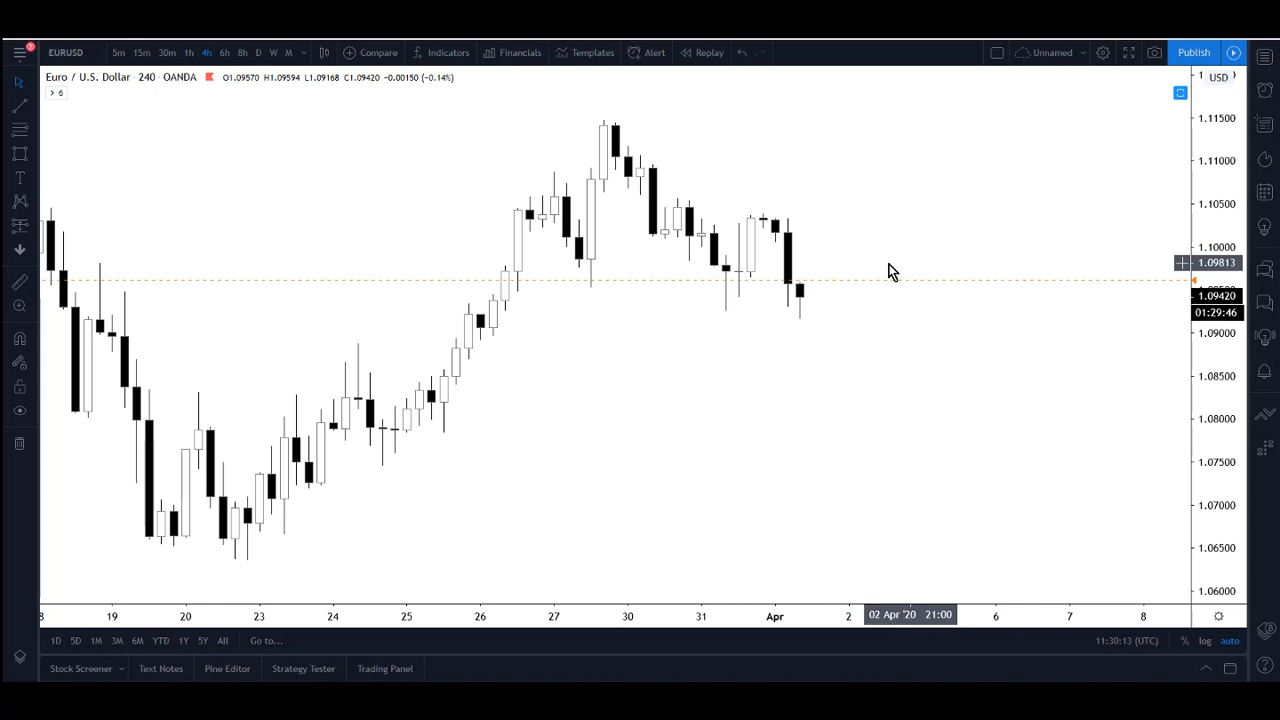 7
EURUSD 5m 15m 30m 1h 4h 6h 8h D W M Compare Indicators Financials Templates Alert Replay Unnamed Publish
Euro / U.S. Dollar · 240 · OANDA O1.09570 H1.09594 L1.09168 C1.09420 −0.00150 (−0.14%)
USD
6
1.11500
1.11000
1.10500
1.10000
1.09813
1.09420
01:29:46
1.09000
1.08500
1.08000
1.07500
1.07000
1.06500
1.06000
19 20 23 24 25 26 27 30 31 Apr 2 02 Apr '20 21:00 6 7 8
1D 5D 1M 3M 6M YTD 1Y 5Y All Go to... 11:30:13 (UTC) % log auto
Stock Screener Text Notes Pine Editor Strategy Tester Trading Panel